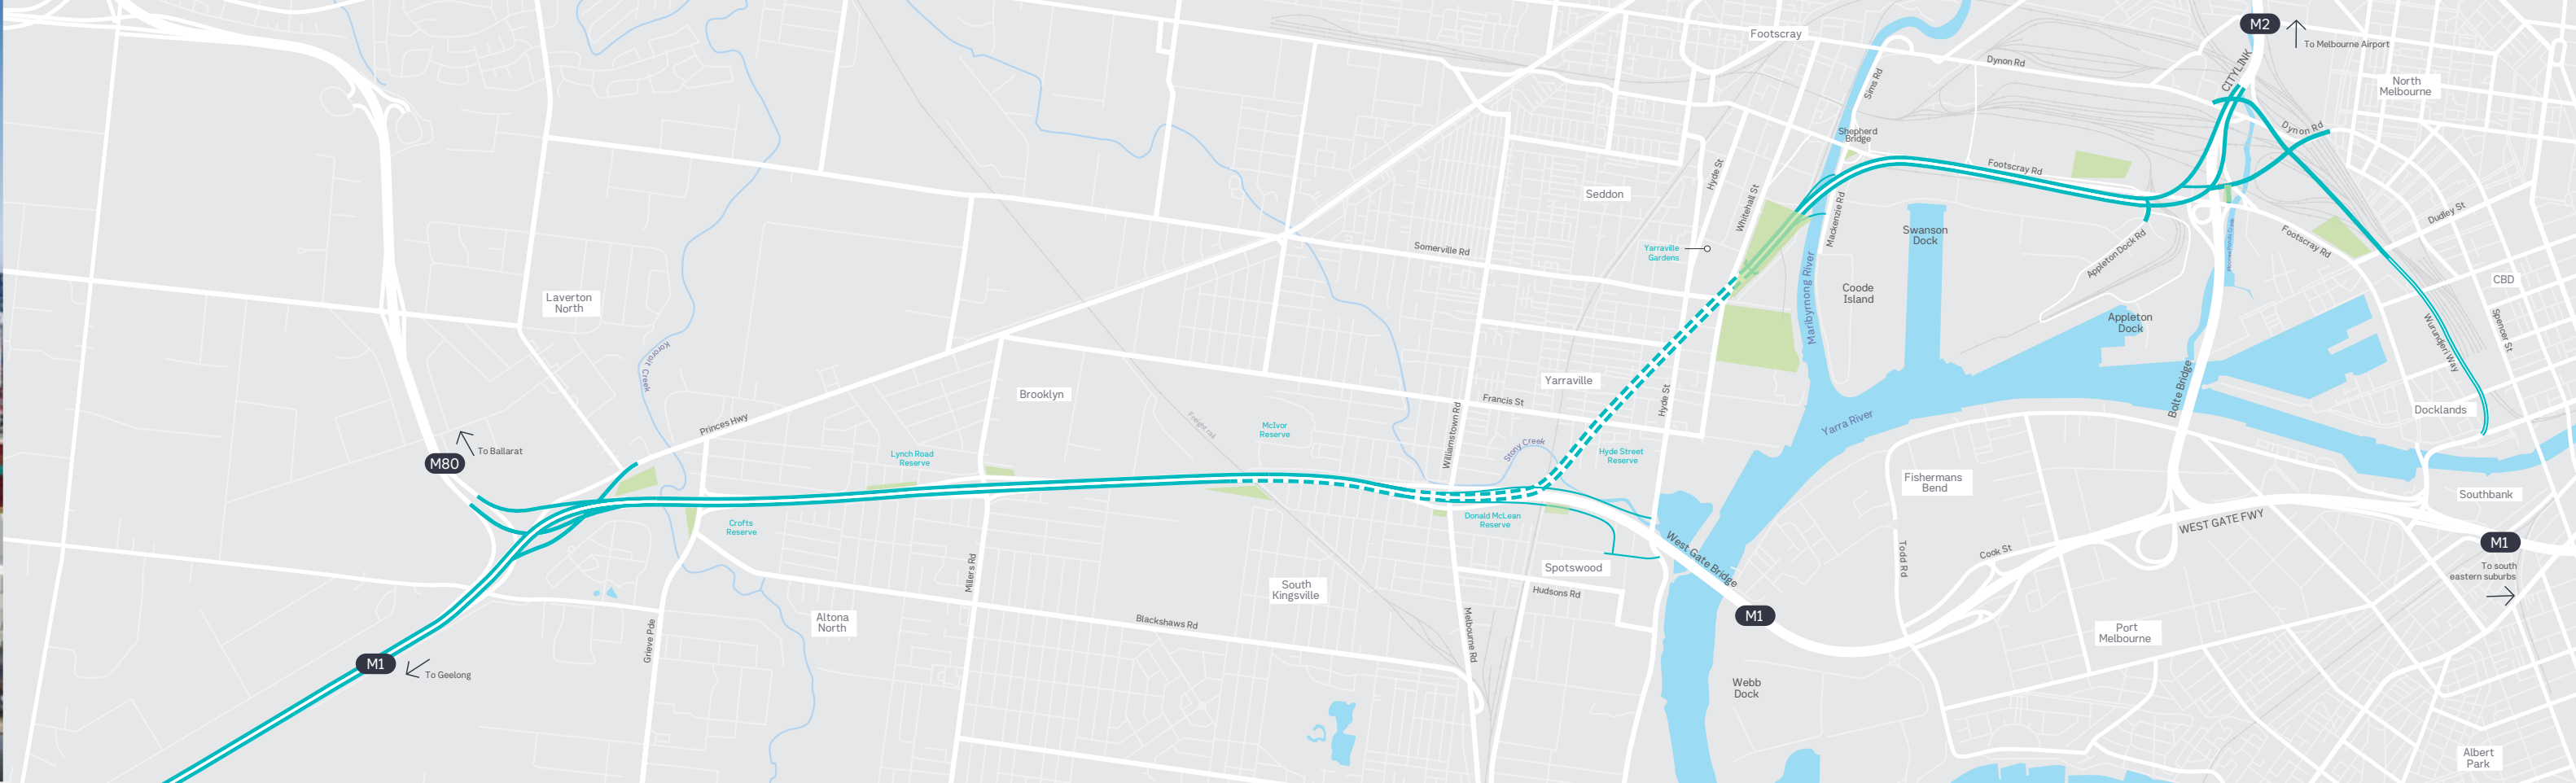 M2
To Melbourne Airport
Footscray
CITYLINK
Dynon Rd
Sims Rd
North
Melbourne
Shepherd
Bridge
Dynon Rd
Footscray Rd
Hyde St
Seddon
Whitehall St
Mackenzie Rd
Dudley St
Swanson
Dock
Footscray Rd
Appleton Dock Rd
Somerville Rd
Yarraville
Gardens
Maribyrnong River
CBD
Coode
Island
Laverton
North
Appleton
Dock
Spencer St
Wurundjeri Way
Kororoit
Creek
Yarraville
Bolte Bridge
Brooklyn
Hyde St
Francis St
Docklands
Princes Hwy
Freight rail
McIvor
Reserve
Williamstown Rd
Yarra River
Stony Creek
To Ballarat
M80
Lynch Road
Reserve
Hyde Street
Reserve
Fishermans
Bend
Southbank
Crofts
Reserve
Donald McLean
Reserve
WEST GATE FWY
M1
West Gate Bridge
Todd Rd
Cook St
Millers Rd
Spotswood
To south
eastern suburbs
South
Kingsville
Hudsons Rd
M1
Altona
North
Blackshaws Rd
Melbourne Rd
Grieve Pde
Port
Melbourne
M1
To Geelong
Webb
Dock
Albert
Park